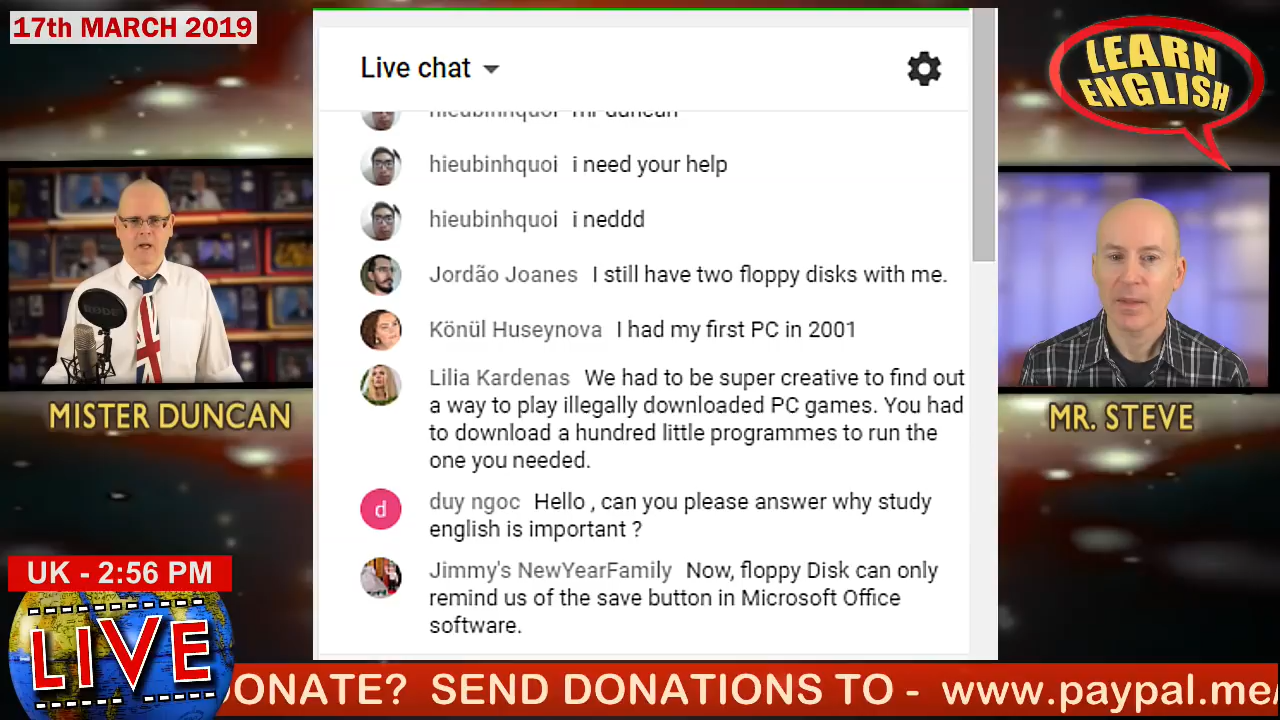 17th MARCH 2019
LEARN
ENGLISH
Live chat
hieubinhquoi mr duncan
hieubinhquoi i need your help
hieubinhquoi i neddd
Jordão Joanes I still have two floppy disks with me.
Könül Huseynova I had my first PC in 2001
Lilia Kardenas We had to be super creative to find out
a way to play illegally downloaded PC games. You had
to download a hundred little programmes to run the
one you needed.
d
duy ngoc Hello , can you please answer why study
english is important ?
Jimmy's NewYearFamily Now, floppy Disk can only
remind us of the save button in Microsoft Office
software.
MISTER DUNCAN
MR. STEVE
UK - 2:56 PM
LIVE
DONATE? SEND DONATIONS TO - www.paypal.me/